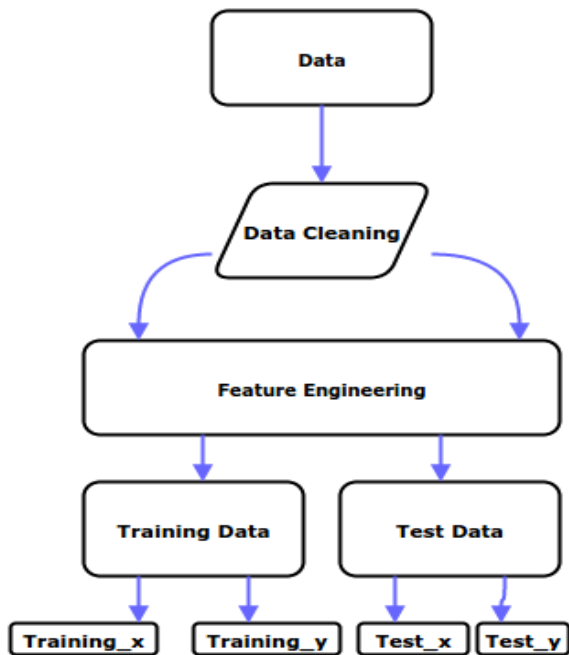 Data
Data Cleaning
Feature Engineering
Training Data
Test Data
Training_x
Training_y
Test_x
Test_y